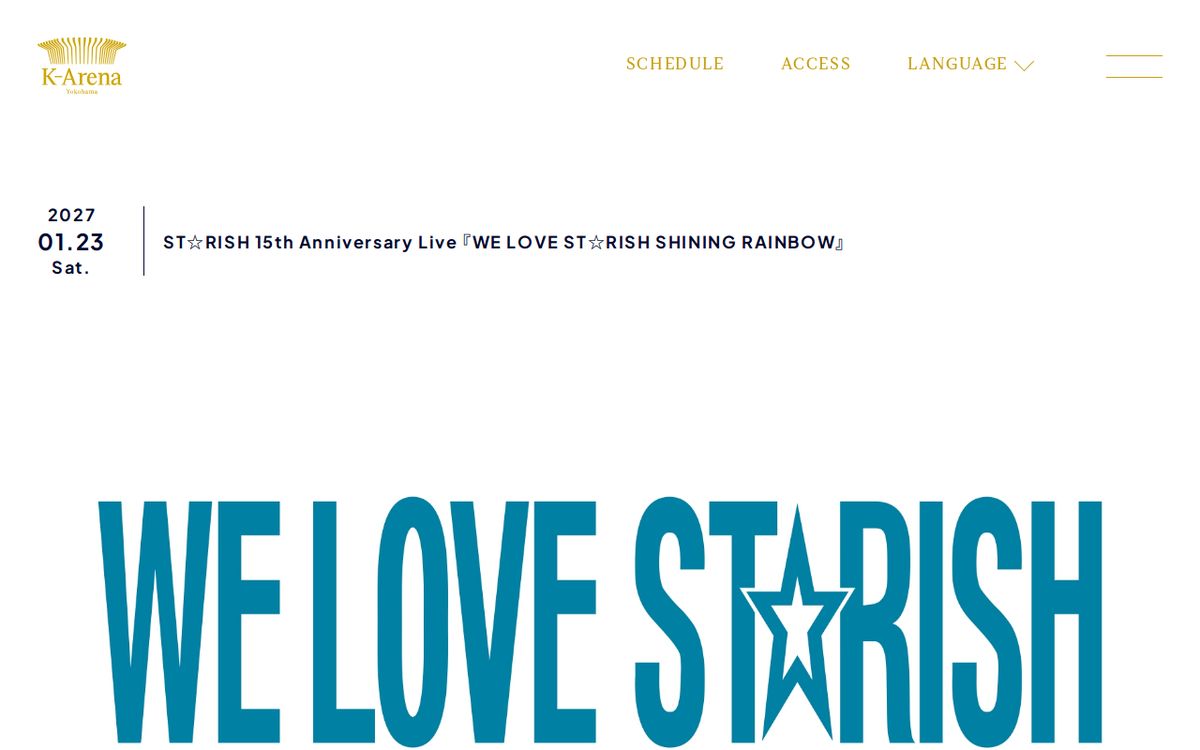 K-Arena
Yokohama
SCHEDULE
ACCESS
LANGUAGE
2027
01.23
Sat.
ST☆RISH 15th Anniversary Live『WE LOVE ST☆RISH SHINING RAINBOW』
WE LOVE ST☆RISH